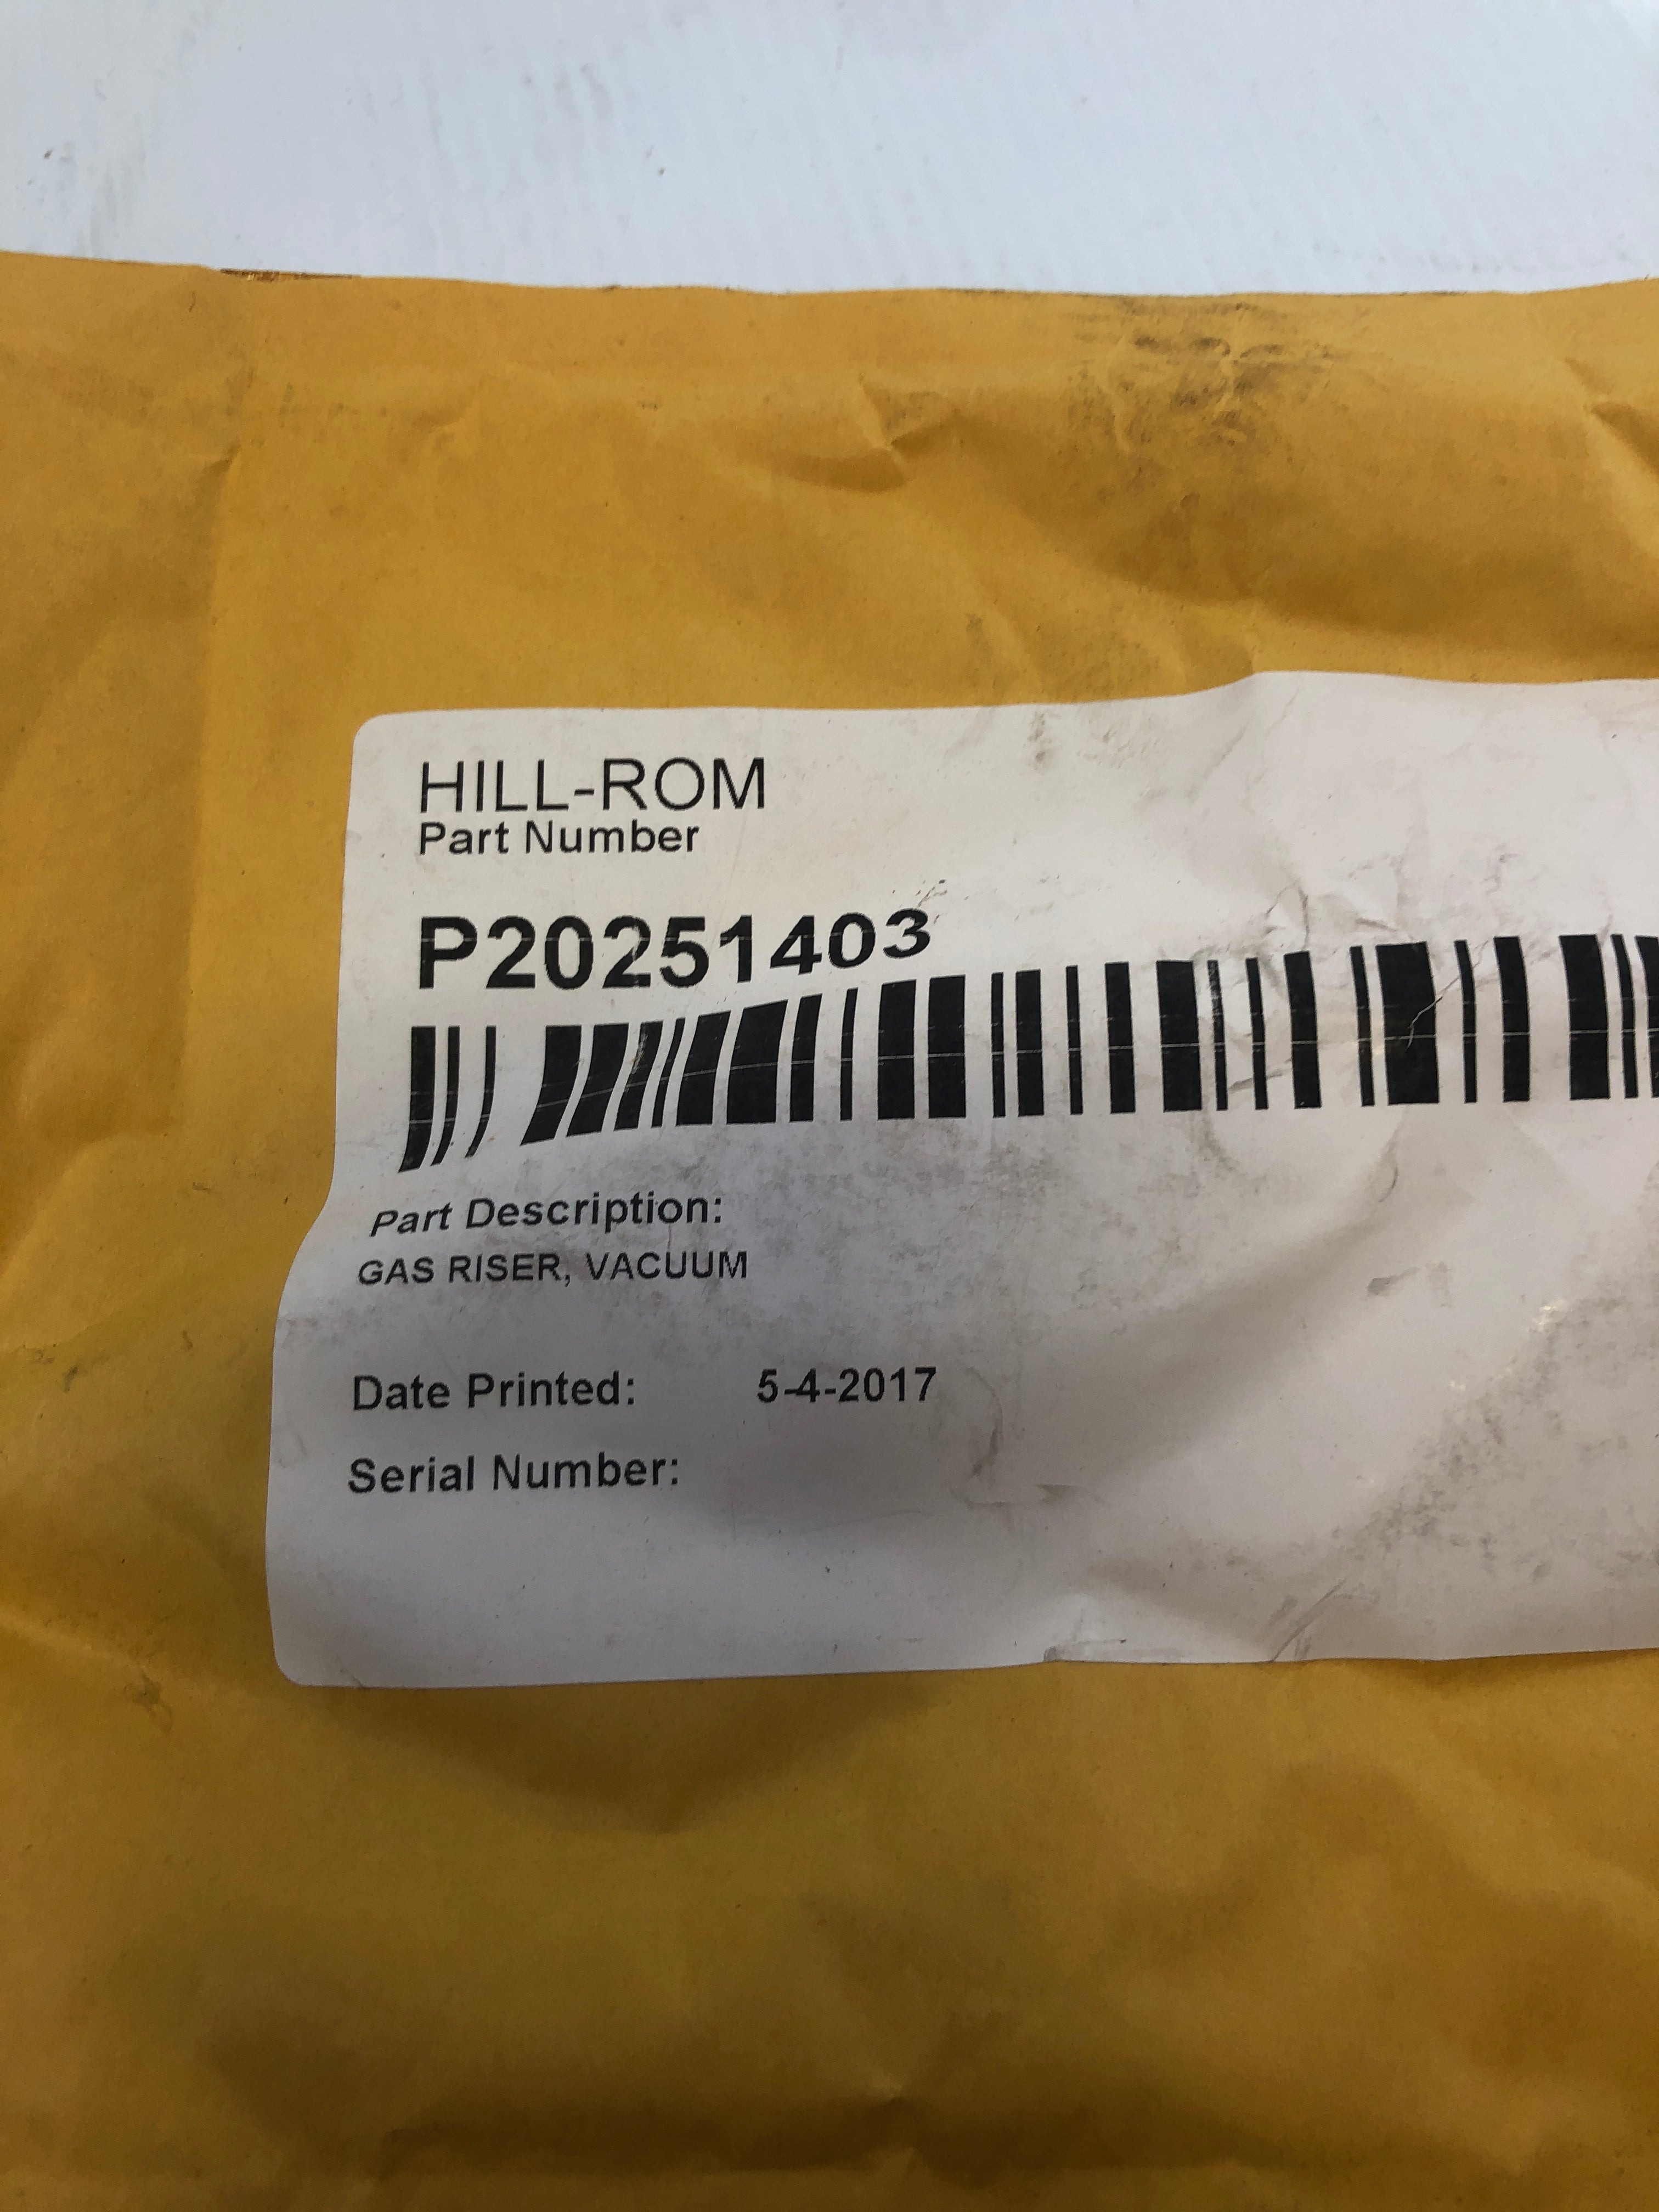 HILL-ROM
Part Number
P20251403
Part Description:
GAS RISER, VACUUM
Date Printed: 5-4-2017
Serial Number: